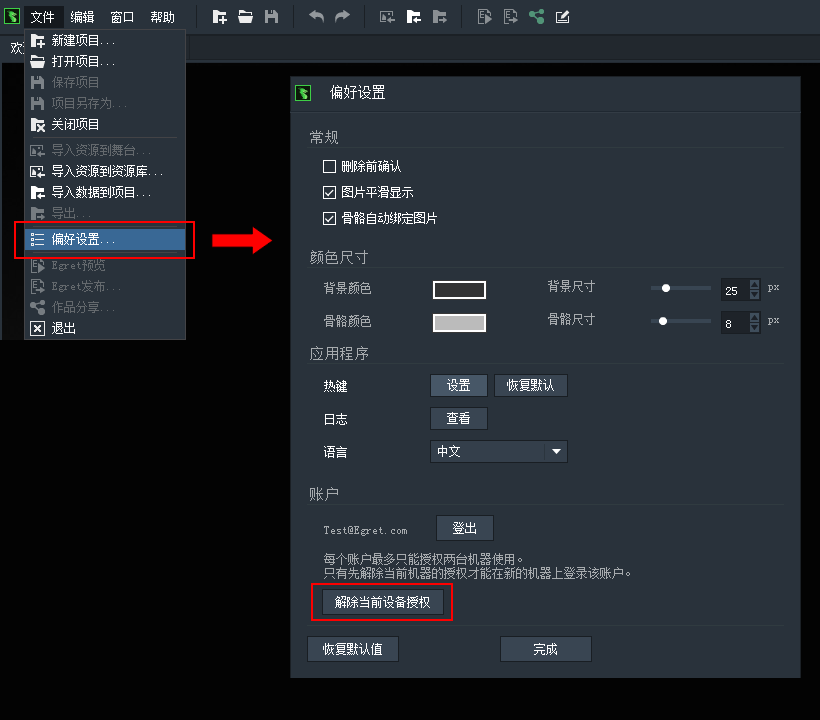 文件 编辑 窗口 帮助
欢
新建项目...
打开项目...
保存项目
项目另存为...
关闭项目
导入资源到舞台...
导入资源到资源库...
导入数据到项目...
导出...
偏好设置...
Egret预览
Egret发布...
作品分享...
退出
偏好设置
常规
删除前确认
图片平滑显示
骨骼自动绑定图片
颜色尺寸
背景颜色 背景尺寸 25 px
骨骼颜色 骨骼尺寸 8 px
应用程序
热键 设置 恢复默认
日志 查看
语言 中文
账户
Test@Egret.com 登出
每个账户最多只能授权两台机器使用。
只有先解除当前机器的授权才能在新的机器上登录该账户。
解除当前设备授权
恢复默认值 完成